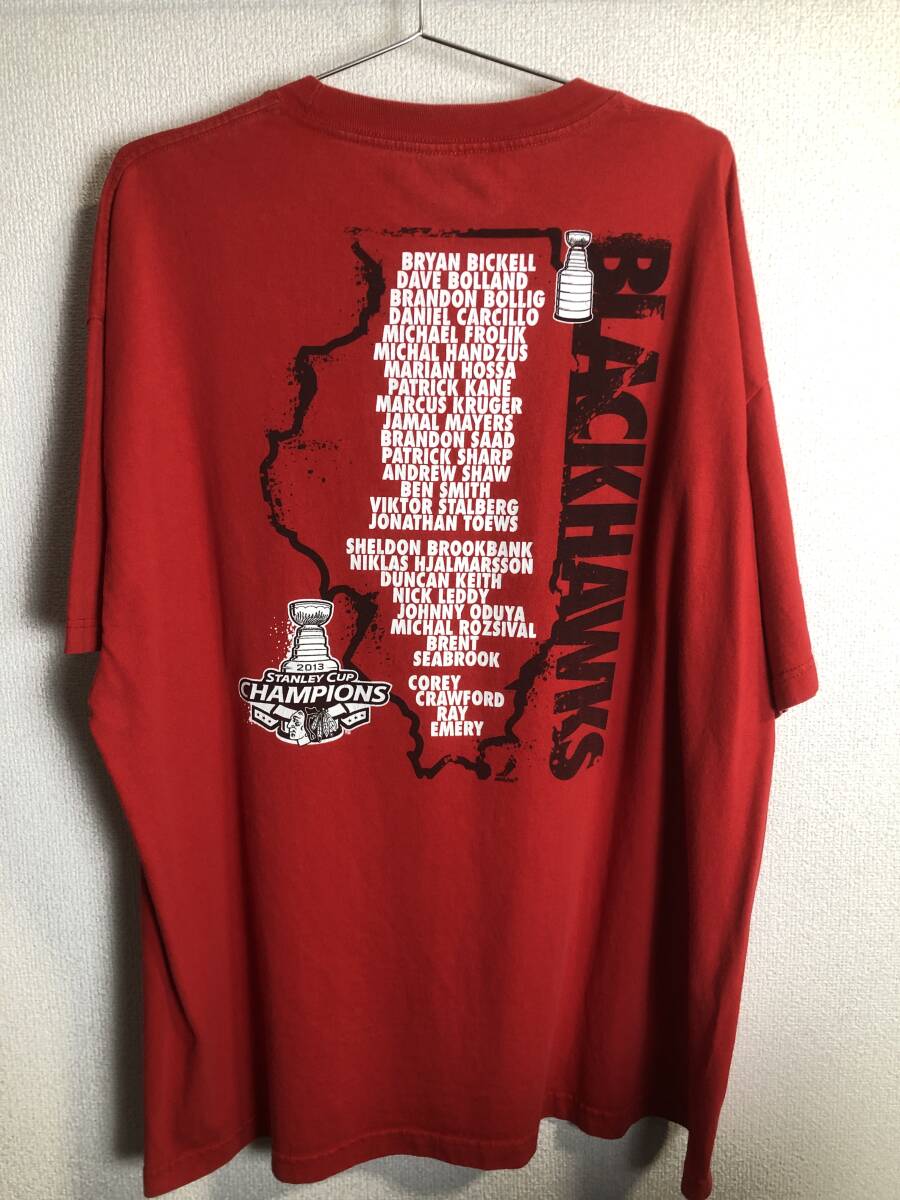 BRYAN BICKELL
DAVE BOLLAND
BRANDON BOLLIG
DANIEL CARCILLO
MICHAEL FROLIK
MICHAL HANDZUS
MARIAN HOSSA
PATRICK KANE
MARCUS KRUGER
JAMAL MAYERS
BRANDON SAAD
PATRICK SHARP
ANDREW SHAW
BEN SMITH
VIKTOR STALBERG
JONATHAN TOEWS
SHELDON BROOKBANK
NIKLAS HJALMARSSON
DUNCAN KEITH
NICK LEDDY
JOHNNY ODUYA
MICHAL ROZSIVAL
BRENT
SEABROOK
COREY
CRAWFORD
RAY
EMERY
BLACKHAWKS
2013
STANLEY CUP
CHAMPIONS